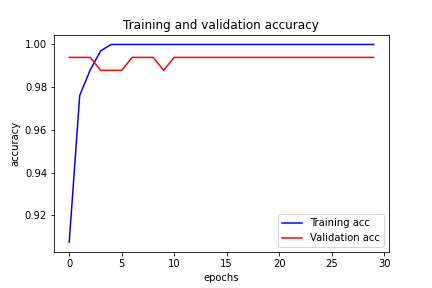 Training and validation accuracy
1.00
0.98
0.96
0.94
0.92
accuracy
Training acc
Validation acc
0 5 10 15 20 25 30
epochs